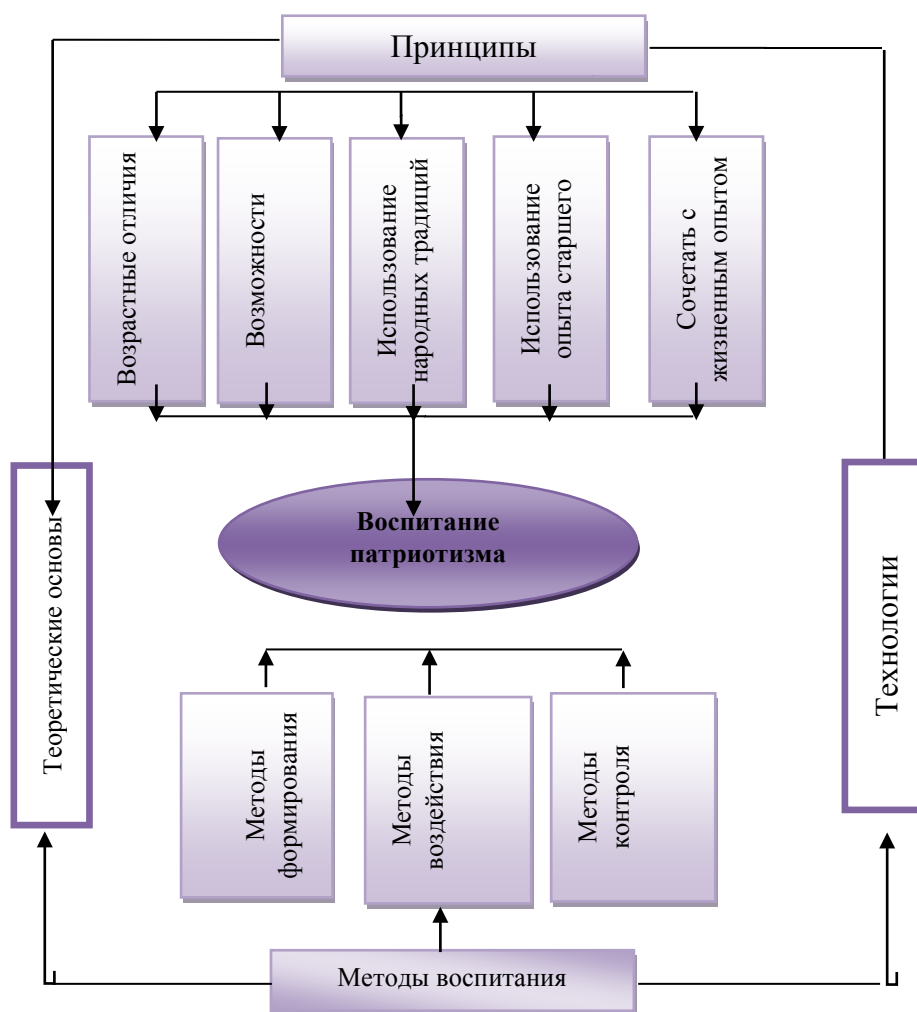 Принципы
Возрастные отличия
Возможности
Использование
народных традиций
Использование
опыта старшего
Сочетать с
жизненным опытом
Воспитание
патриотизма
Теоретические основы
Технологии
Методы
формирования
Методы
воздействия
Методы
контроля
Методы воспитания